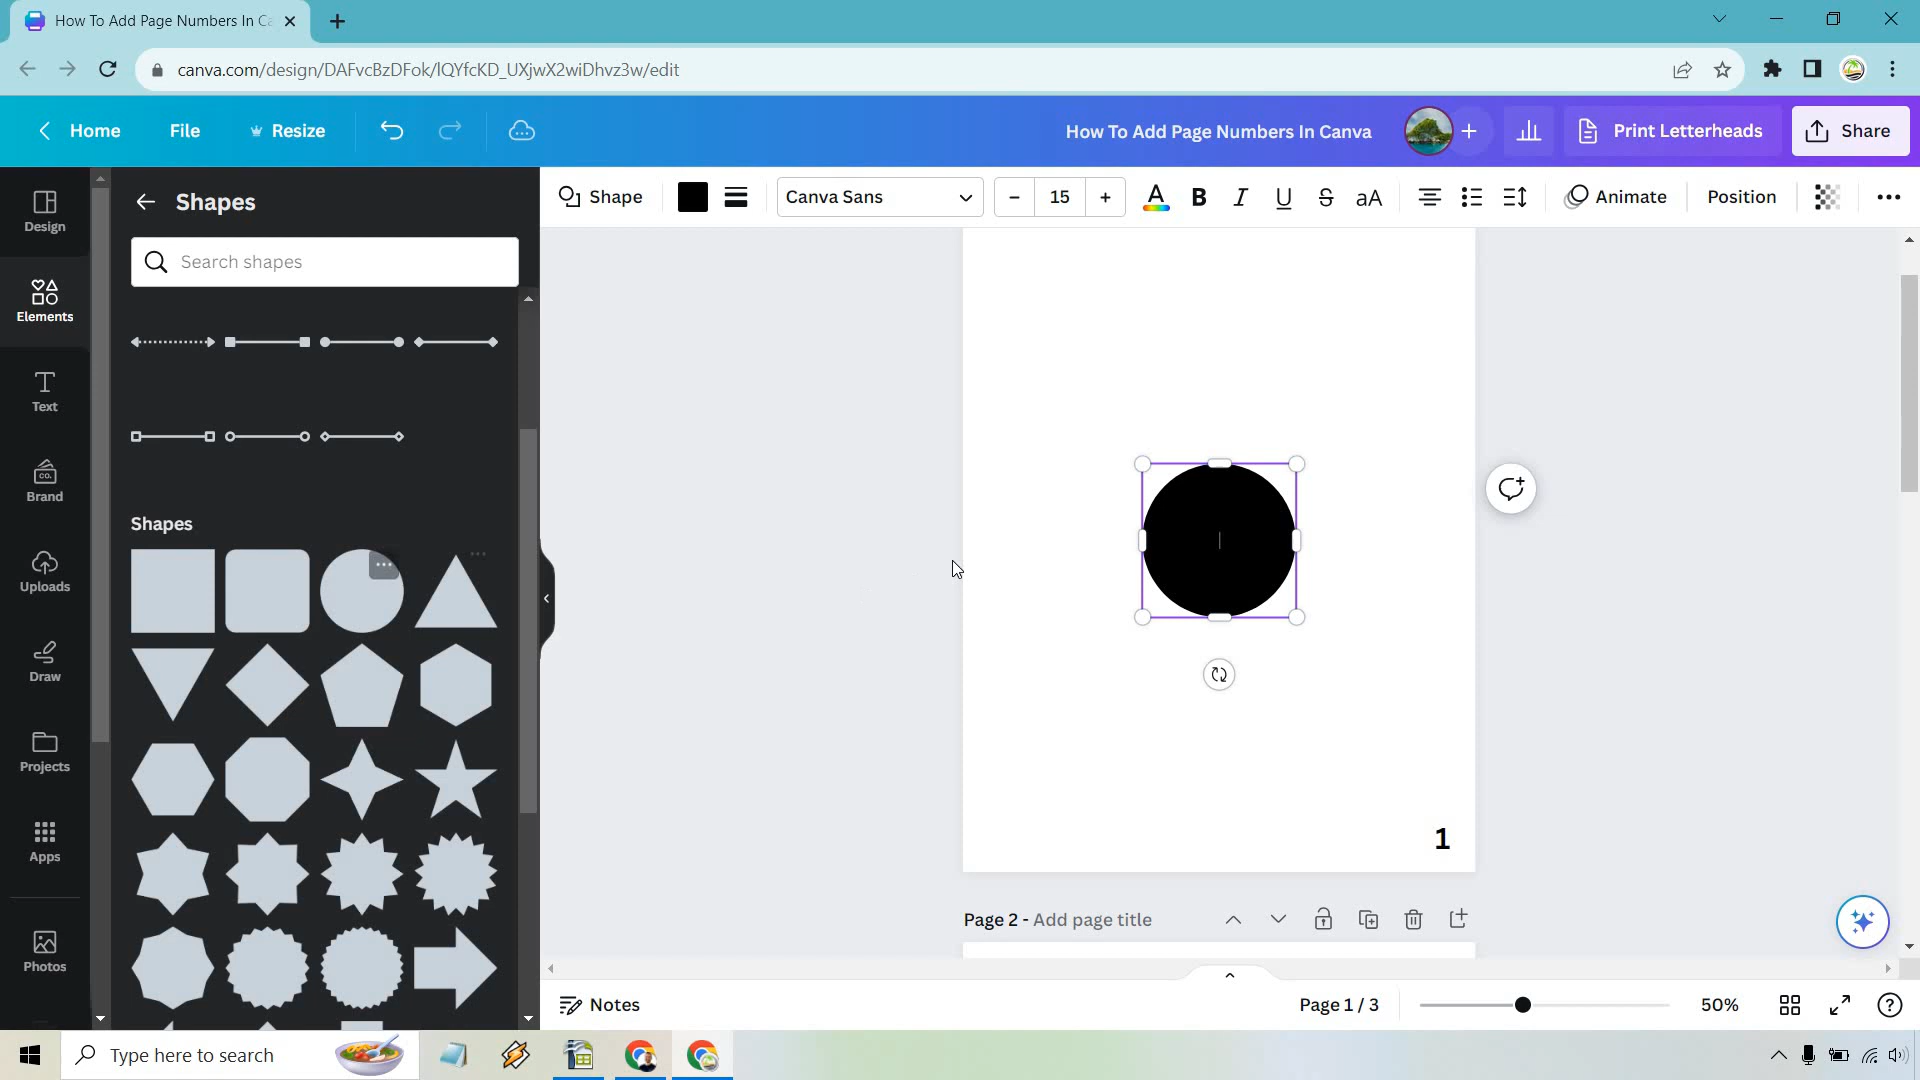 How To Add Page Numbers In Ca
canva.com/design/DAFvcBzDFok/lQYfcKD_UXjwX2wiDhvz3w/edit
Home
File
Resize
How To Add Page Numbers In Canva
Print Letterheads
Share
Design
Elements
Text
Brand
Uploads
Draw
Projects
Apps
Photos
CO.
Shapes
Search shapes
Shapes
Shape
Canva Sans
– 15 +
A B I U S aA
Animate
Position
1
Page 2 - Add page title
Notes
Page 1 / 3
50%
Type here to search